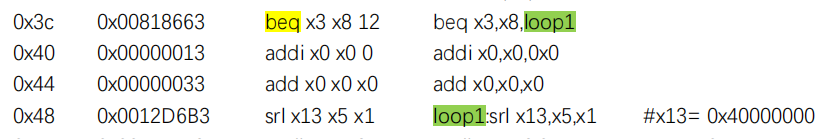 0x3c 0x00818663 beq x3 x8 12 beq x3,x8,loop1
0x40 0x00000013 addi x0 x0 0 addi x0,x0,0x0
0x44 0x00000033 add x0 x0 x0 add x0,x0,x0
0x48 0x0012D6B3 srl x13 x5 x1 loop1:srl x13,x5,x1 #x13= 0x40000000